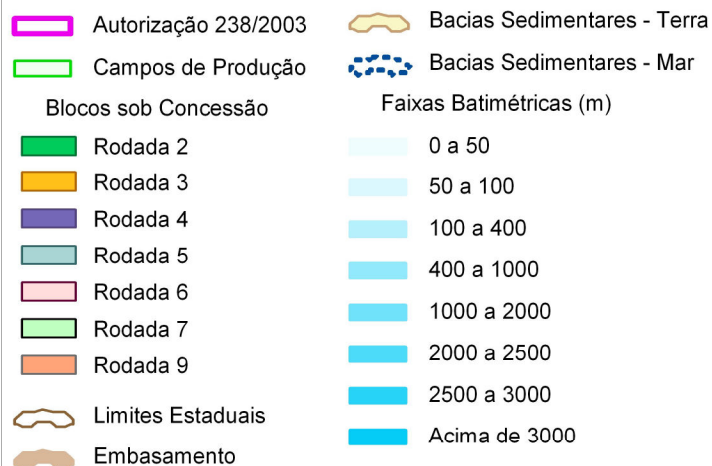 Autorização 238/2003
Campos de Produção
Blocos sob Concessão
Rodada 2
Rodada 3
Rodada 4
Rodada 5
Rodada 6
Rodada 7
Rodada 9
Limites Estaduais
Embasamento
Bacias Sedimentares - Terra
Bacias Sedimentares - Mar
Faixas Batimétricas (m)
0 a 50
50 a 100
100 a 400
400 a 1000
1000 a 2000
2000 a 2500
2500 a 3000
Acima de 3000